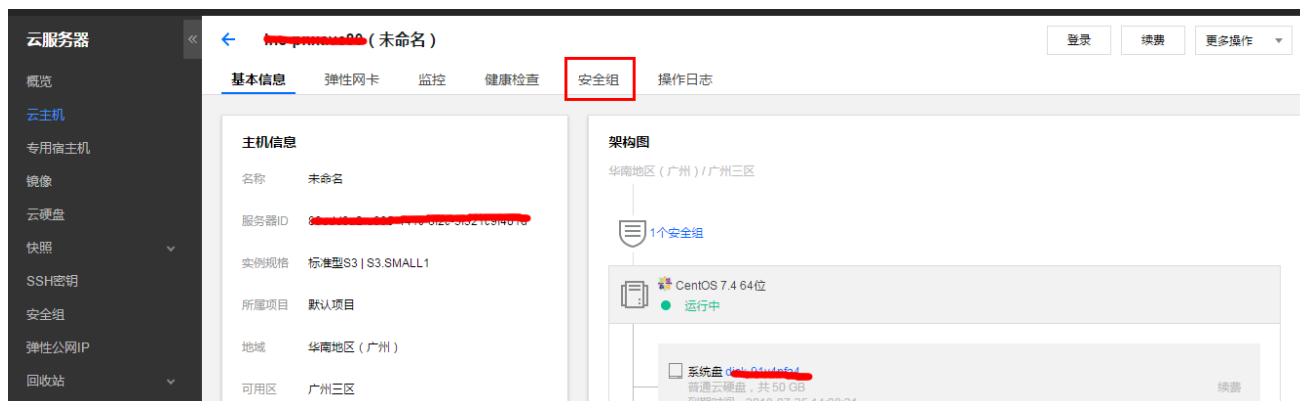 云服务器
«
概览
云主机
专用宿主机
镜像
云硬盘
快照
SSH密钥
安全组
弹性公网IP
回收站
(未命名)
登录
续费
更多操作
基本信息
弹性网卡
监控
健康检查
安全组
操作日志
主机信息
名称 未命名
服务器ID
实例规格 标准型S3 | S3.SMALL1
所属项目 默认项目
地域 华南地区(广州)
可用区 广州三区
架构图
华南地区(广州)/ 广州三区
1个安全组
CentOS 7.4 64位
运行中
系统盘
普通云硬盘,共 50 GB
续费